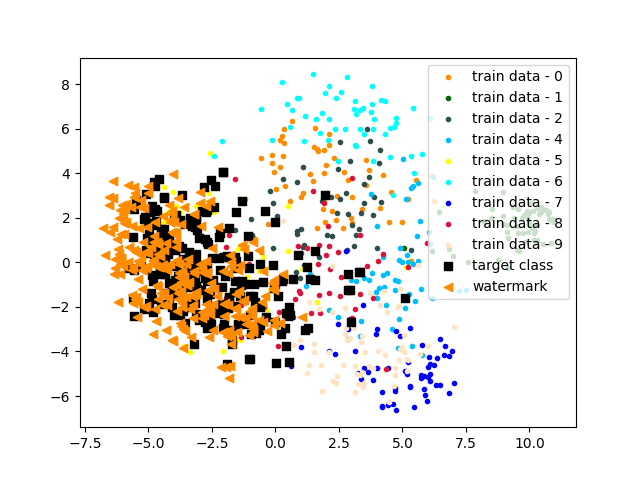 8
6
4
2
0
−2
−4
−6
−7.5 −5.0 −2.5 0.0 2.5 5.0 7.5 10.0
train data - 0
train data - 1
train data - 2
train data - 4
train data - 5
train data - 6
train data - 7
train data - 8
train data - 9
target class
watermark